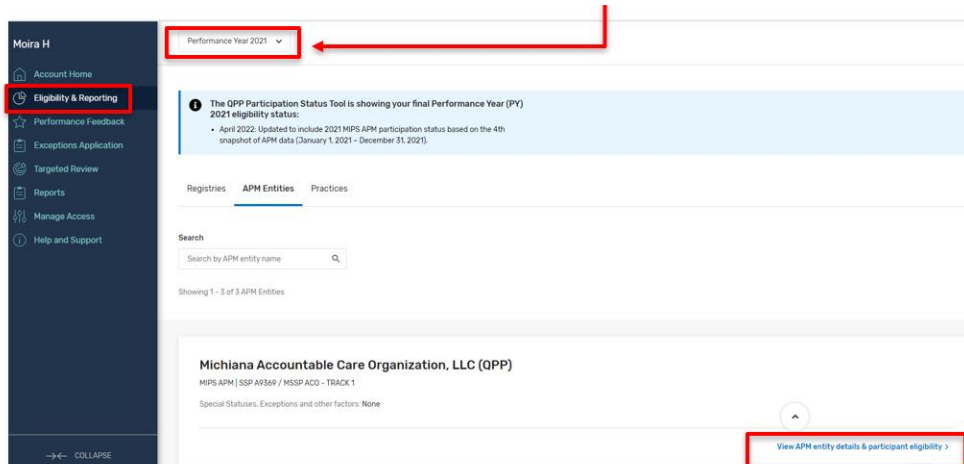 Moira H
Account Home
Eligibility & Reporting
Performance Feedback
Exceptions Application
Targeted Review
Reports
Manage Access
Help and Support
COLLAPSE
Performance Year 2021
The QPP Participation Status Tool is showing your final Performance Year (PY)
2021 eligibility status:
• April 2022: Updated to include 2021 MIPS APM participation status based on the 4th
snapshot of APM data (January 1, 2021 – December 31, 2021).
Registries APM Entities Practices
Search
Search by APM entity name
Showing 1 - 3 of 3 APM Entities
Michiana Accountable Care Organization, LLC (QPP)
MIPS APM | SSP A9369 / MSSP ACO - TRACK 1
Special Statuses, Exceptions and other factors: None
View APM entity details & participant eligibility >